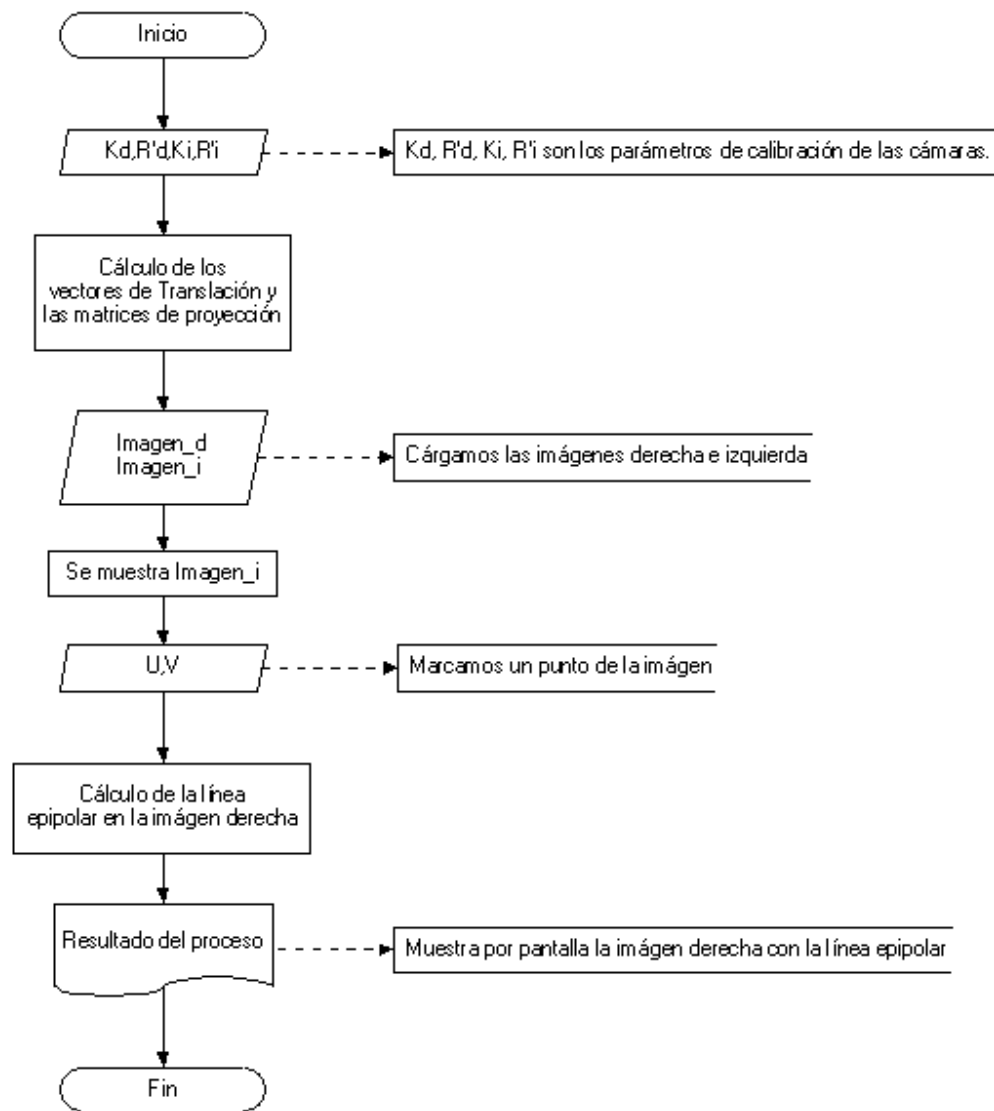 Inicio
Kd,R'd,Ki,R'i
Kd, R'd, Ki, R'i son los parámetros de calibración de las cámaras.
Cálculo de los
vectores de Translación y
las matrices de proyección
Imagen_d
Imagen_i
Cárgamos las imágenes derecha e izquierda
Se muestra Imagen_i
U,V
Marcamos un punto de la imágen
Cálculo de la línea
epipolar en la imágen derecha
Resultado del proceso
Muestra por pantalla la imágen derecha con la línea epipolar
Fin